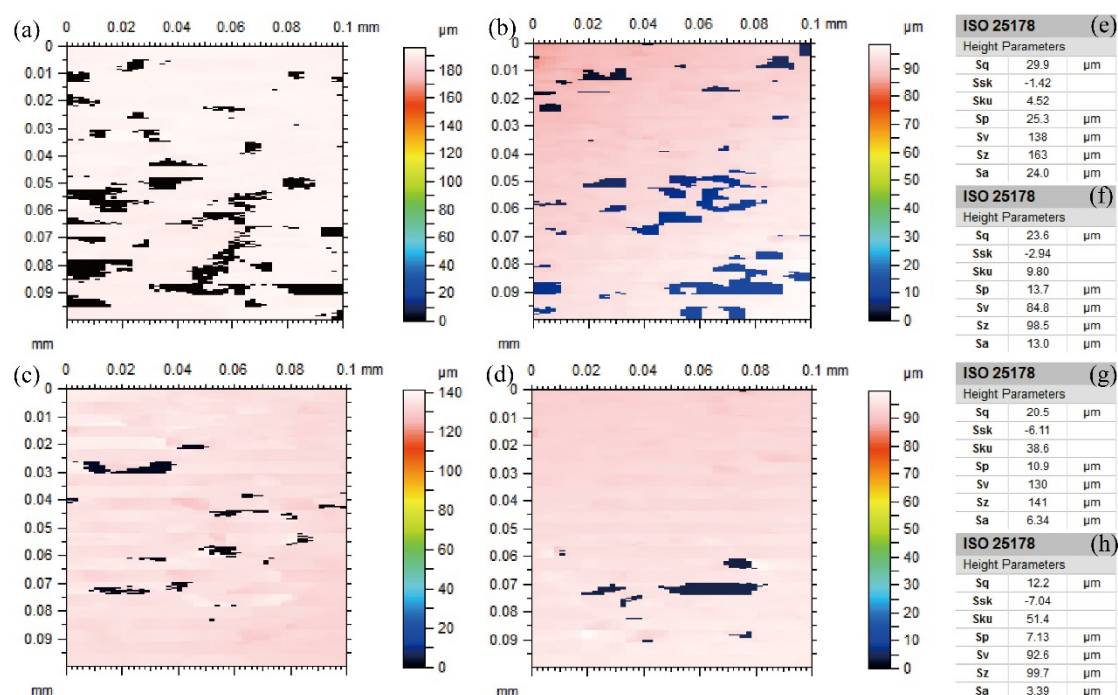 (a)
0 0.02 0.04 0.06 0.08 0.1 mm
0
0.01
0.02
0.03
0.04
0.05
0.06
0.07
0.08
0.09
mm
µm
180
160
140
120
100
80
60
40
20
0
(b)
0 0.02 0.04 0.06 0.08 0.1 mm
0
0.01
0.02
0.03
0.04
0.05
0.06
0.07
0.08
0.09
mm
µm
90
80
70
60
50
40
30
20
10
0
ISO 25178 (e)
Height Parameters
Sq 29.9 µm
Ssk -1.42
Sku 4.52
Sp 25.3 µm
Sv 138 µm
Sz 163 µm
Sa 24.0 µm
ISO 25178 (f)
Height Parameters
Sq 23.6 µm
Ssk -2.94
Sku 9.80
Sp 13.7 µm
Sv 84.8 µm
Sz 98.5 µm
Sa 13.0 µm
(c)
0 0.02 0.04 0.06 0.08 0.1 mm
0
0.01
0.02
0.03
0.04
0.05
0.06
0.07
0.08
0.09
mm
µm
140
120
100
80
60
40
20
0
(d)
0 0.02 0.04 0.06 0.08 0.1 mm
0
0.01
0.02
0.03
0.04
0.05
0.06
0.07
0.08
0.09
mm
µm
90
80
70
60
50
40
30
20
10
0
ISO 25178 (g)
Height Parameters
Sq 20.5 µm
Ssk -6.11
Sku 38.6
Sp 10.9 µm
Sv 130 µm
Sz 141 µm
Sa 6.34 µm
ISO 25178 (h)
Height Parameters
Sq 12.2 µm
Ssk -7.04
Sku 51.4
Sp 7.13 µm
Sv 92.6 µm
Sz 99.7 µm
Sa 3.39 µm